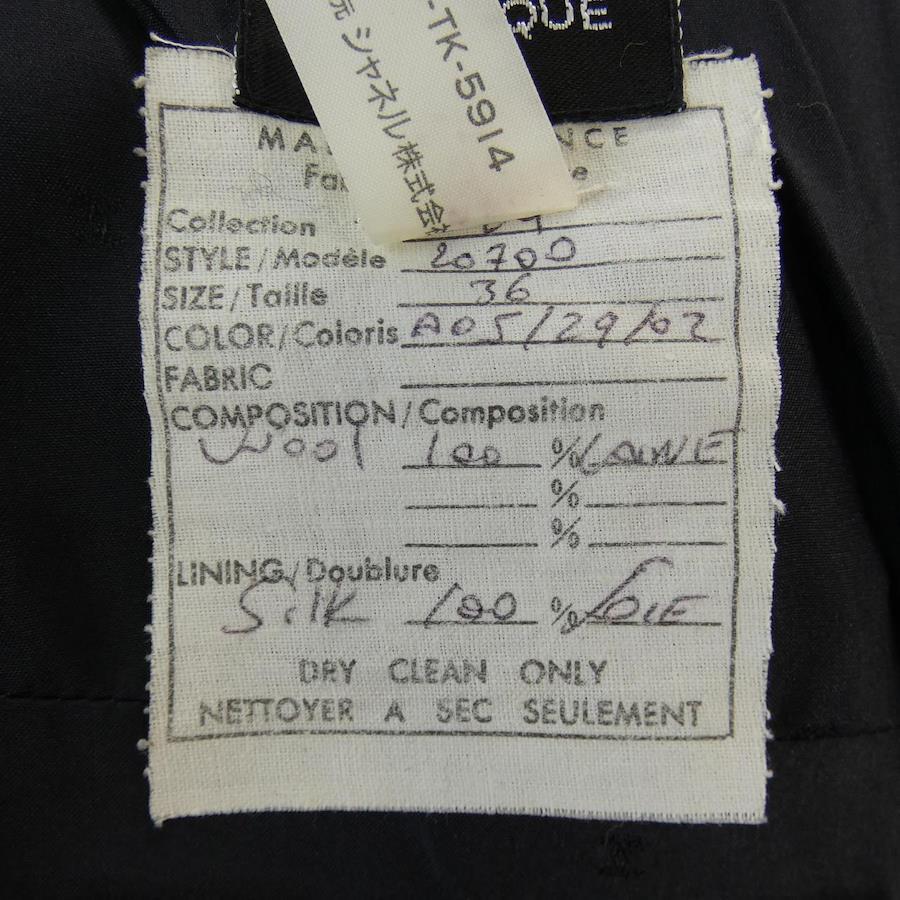 QUE
-TK-5914
元 シャネル株式会
MA NCE
Fa e
Collection 27
STYLE/Modèle 20700
SIZE/Taille 36
COLOR/Coloris A05/29/02
FABRIC
COMPOSITION/Composition
Wool 100 % LAINE
%
%
LINING/Doublure
Silk 100 % SOIE
DRY CLEAN ONLY
NETTOYER A SEC SEULEMENT